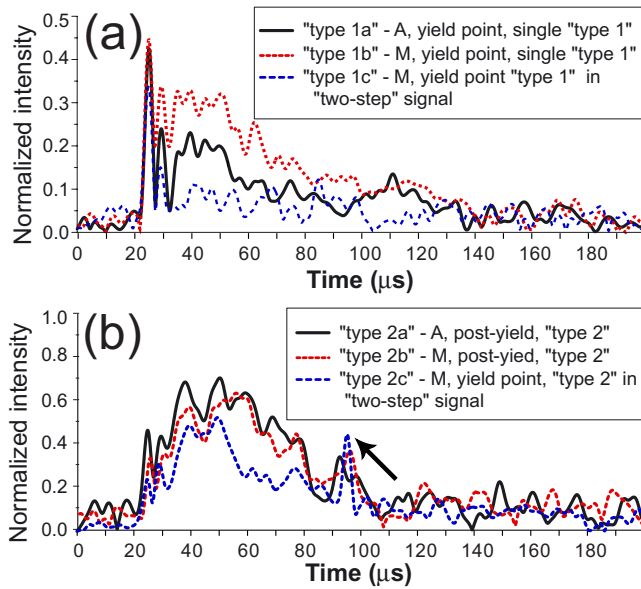 (a)
Normalized intensity
0.5
0.4
0.3
0.2
0.1
0.0
"type 1a" - A, yield point, single "type 1"
"type 1b" - M, yield point, single "type 1"
"type 1c" - M, yield point "type 1" in
"two-step" signal
0 20 40 60 80 100 120 140 160 180
Time (μs)
(b)
Normalized intensity
1.0
0.8
0.6
0.4
0.2
0.0
"type 2a" - A, post-yield, "type 2"
"type 2b" - M, post-yied, "type 2"
"type 2c" - M, yield point, "type 2" in
"two-step" signal
0 20 40 60 80 100 120 140 160 180
Time (μs)